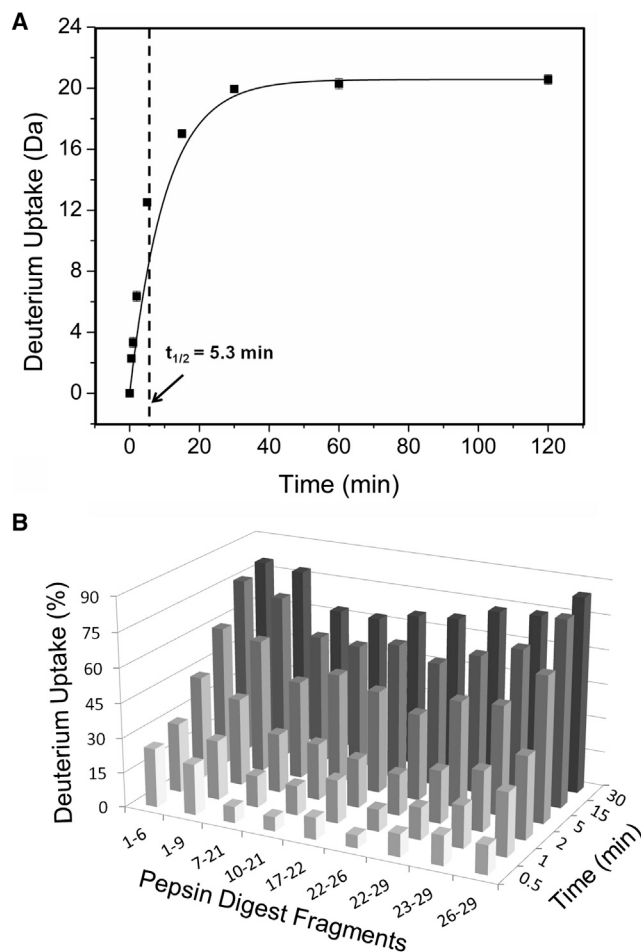 A
24
20
16
12
8
4
0
Deuterium Uptake (Da)
t1/2 = 5.3 min
0 20 40 60 80 100 120
Time (min)
B
90
75
60
45
30
15
0
Deuterium Uptake (%)
1-6 1-9 7-21 10-21 17-22 22-26 22-29 23-29 26-29
Pepsin Digest Fragments
30
15
5
2
1
0.5
Time (min)